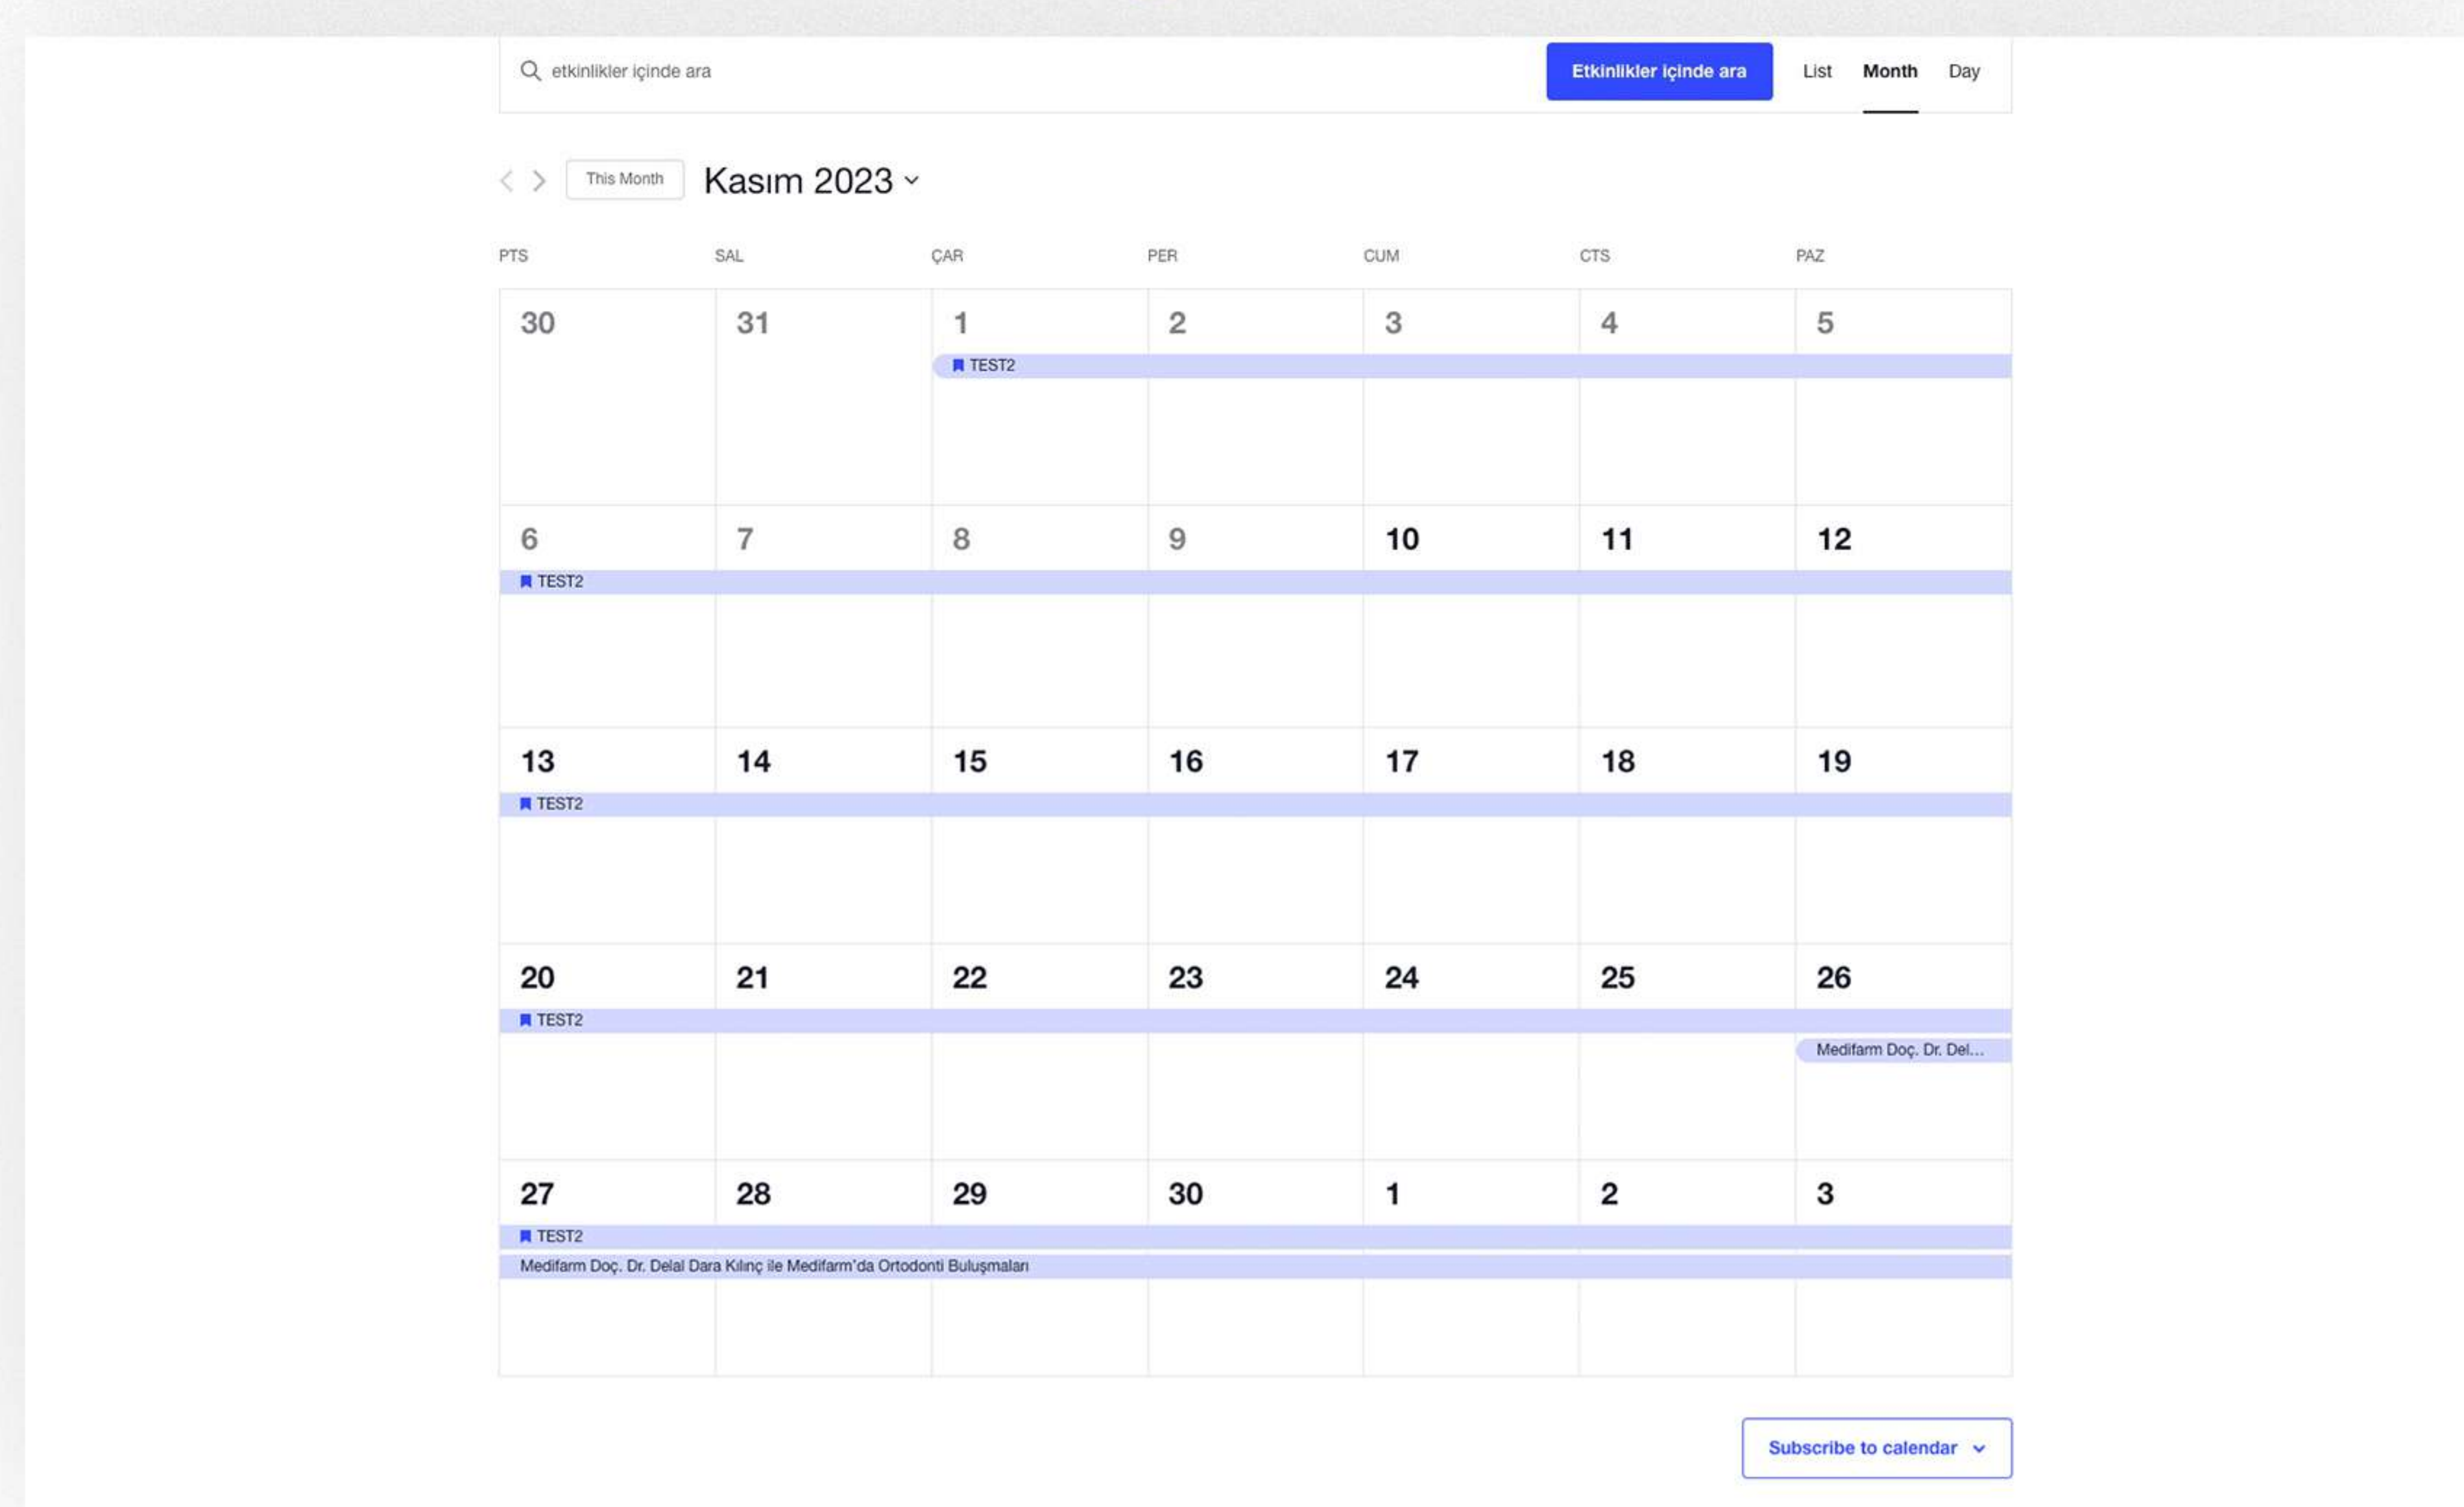 etkinlikler içinde ara
Etkinlikler içinde ara
List Month Day
This Month
Kasım 2023
PTS SAL ÇAR PER CUM CTS PAZ
30 31 1 2 3 4 5
TEST2
6 7 8 9 10 11 12
TEST2
13 14 15 16 17 18 19
TEST2
20 21 22 23 24 25 26
TEST2
Medifarm Doç. Dr. Del...
27 28 29 30 1 2 3
TEST2
Medifarm Doç. Dr. Delal Dara Kılınç ile Medifarm'da Ortodonti Buluşmaları
Subscribe to calendar